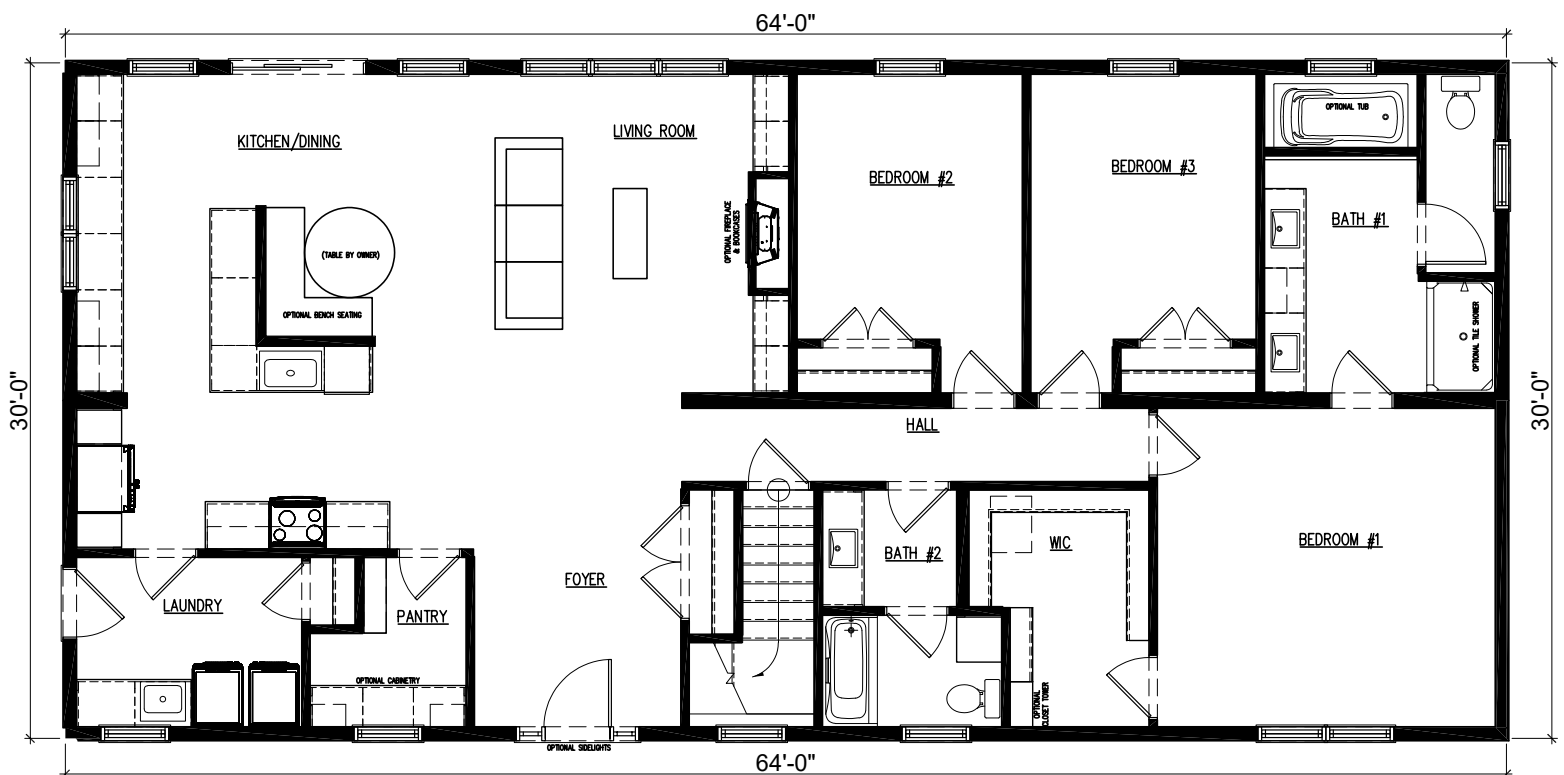 64'-0"
KITCHEN/DINING
LIVING ROOM
BEDROOM #2
BEDROOM #3
OPTIONAL TUB
BATH #1
(TABLE BY OWNER)
OPTIONAL FIREPLACE
& BOOKCASES
OPTIONAL BENCH SEATING
OPTIONAL TILE SHOWER
30'-0"
30'-0"
HALL
BATH #2
WIC
BEDROOM #1
FOYER
LAUNDRY
PANTRY
OPTIONAL CABINETRY
OPTIONAL
CLOSET TOWER
OPTIONAL SIDELIGHTS
64'-0"